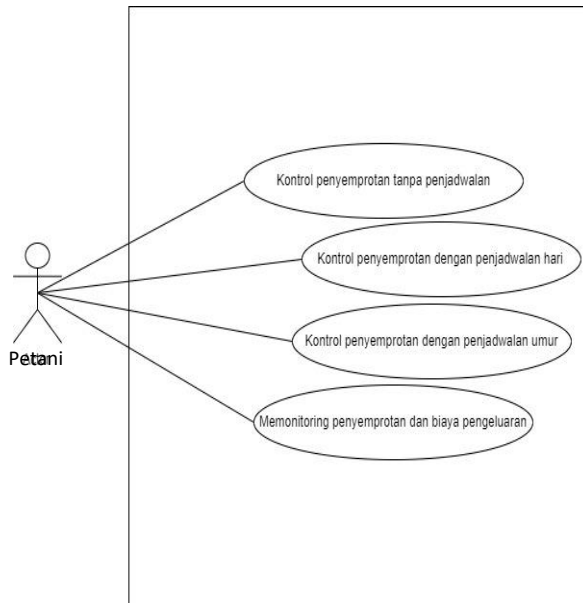 Kontrol penyemprotan tanpa penjadwalan
Kontrol penyemprotan dengan penjadwalan hari
Kontrol penyemprotan dengan penjadwalan umur
Petani
Memonitoring penyemprotan dan biaya pengeluaran